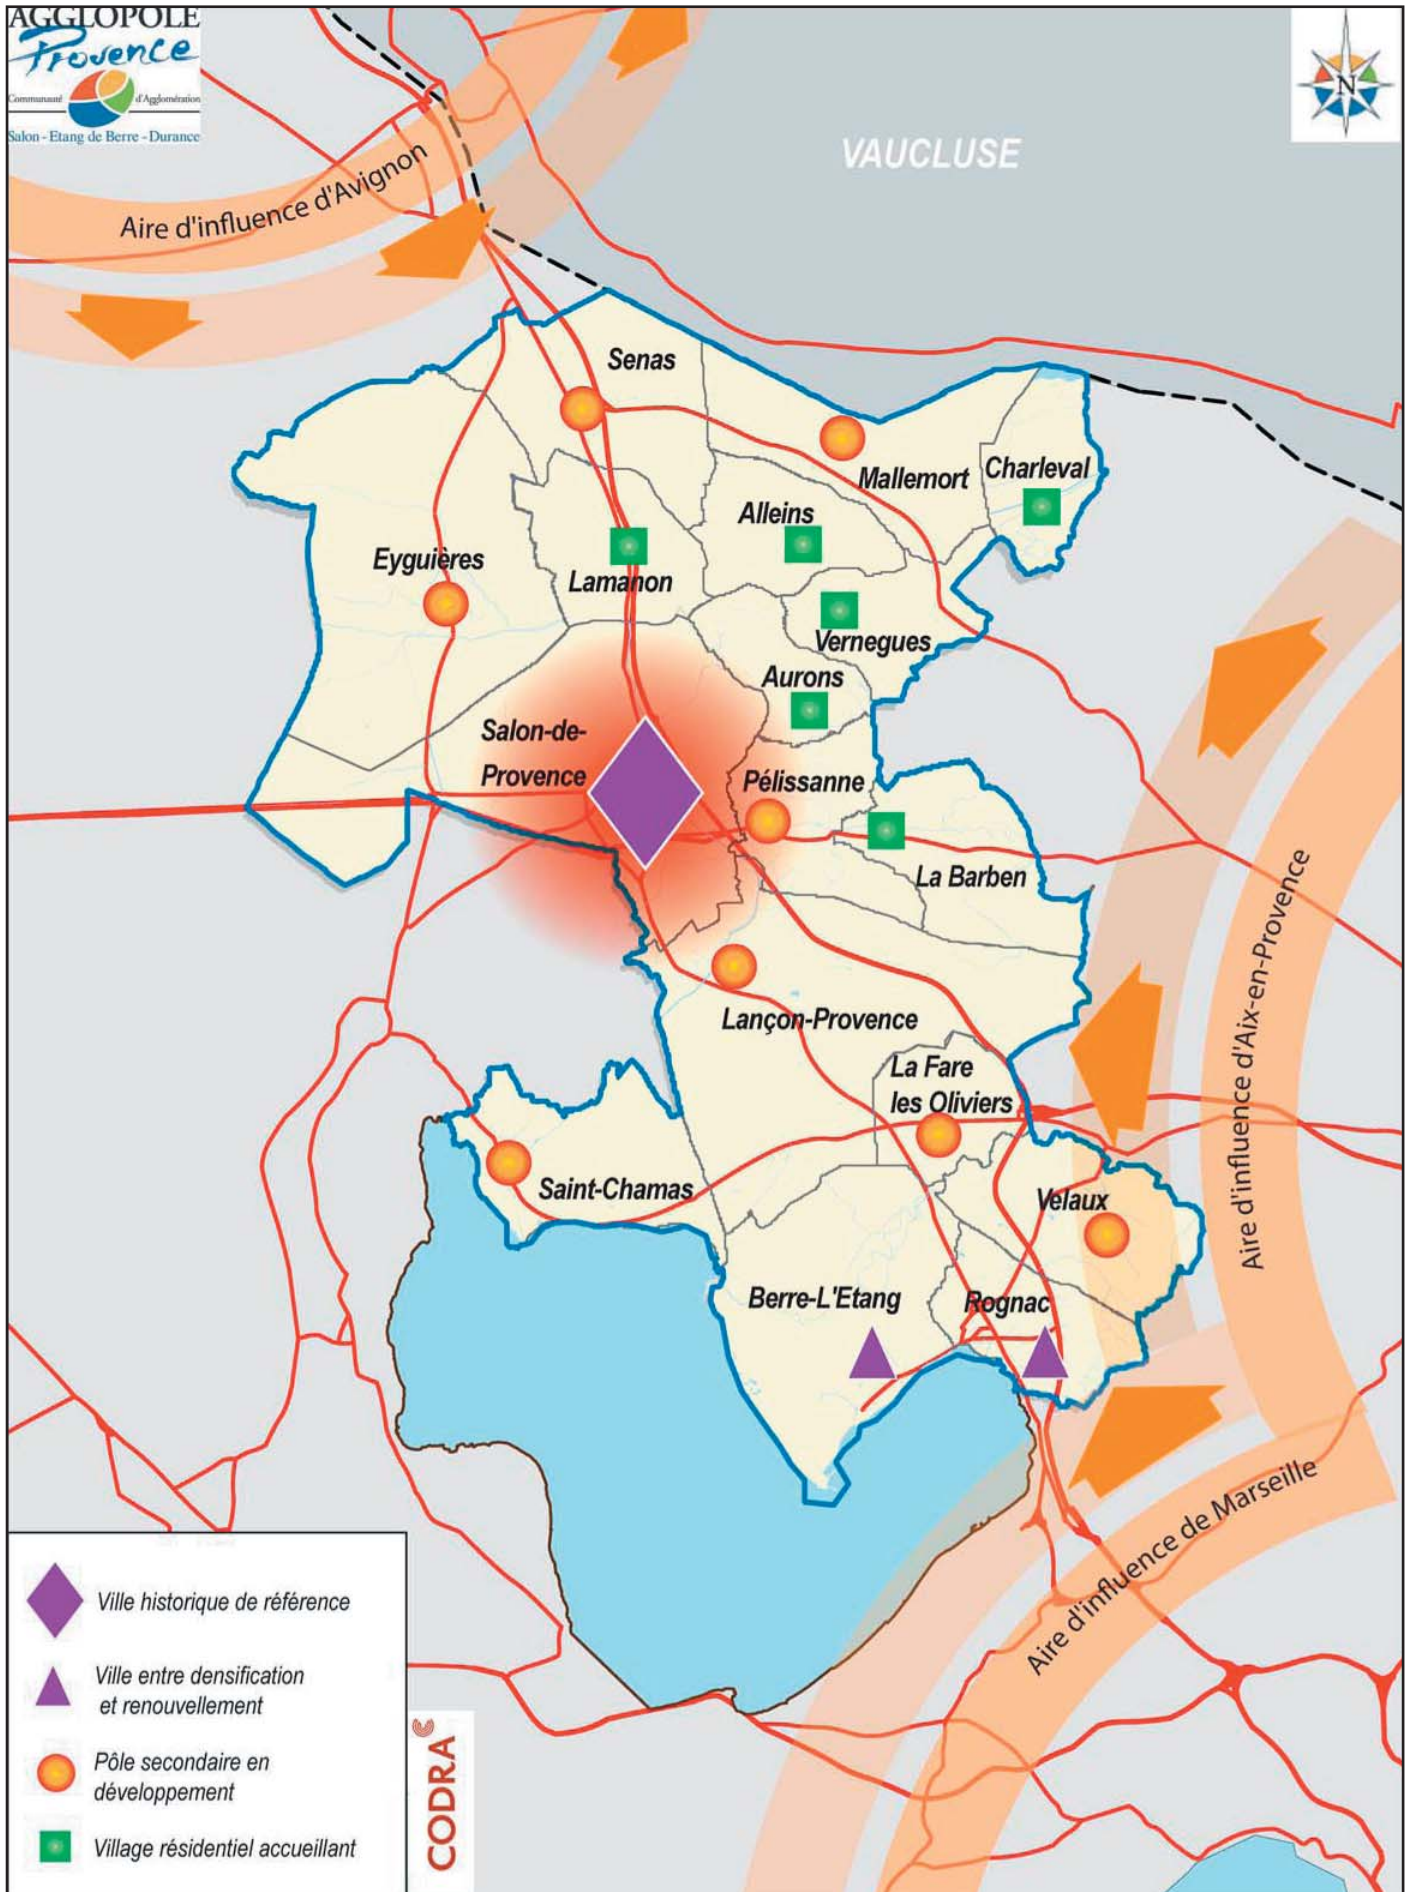 AGGLOPOLE
Provence
Communauté d'Agglomération
Salon - Etang de Berre - Durance
N
VAUCLUSE
Aire d'influence d'Avignon
Senas
Mallemort
Charleval
Alleins
Eyguières
Lamanon
Vernegues
Aurons
Salon-de-
Provence
Pélissanne
La Barben
Lançon-Provence
La Fare
les Oliviers
Saint-Chamas
Velaux
Berre-L'Etang
Rognac
Aire d'influence d'Aix-en-Provence
Aire d'influence de Marseille
Ville historique de référence
Ville entre densification
et renouvellement
Pôle secondaire en
développement
Village résidentiel accueillant
CODRA